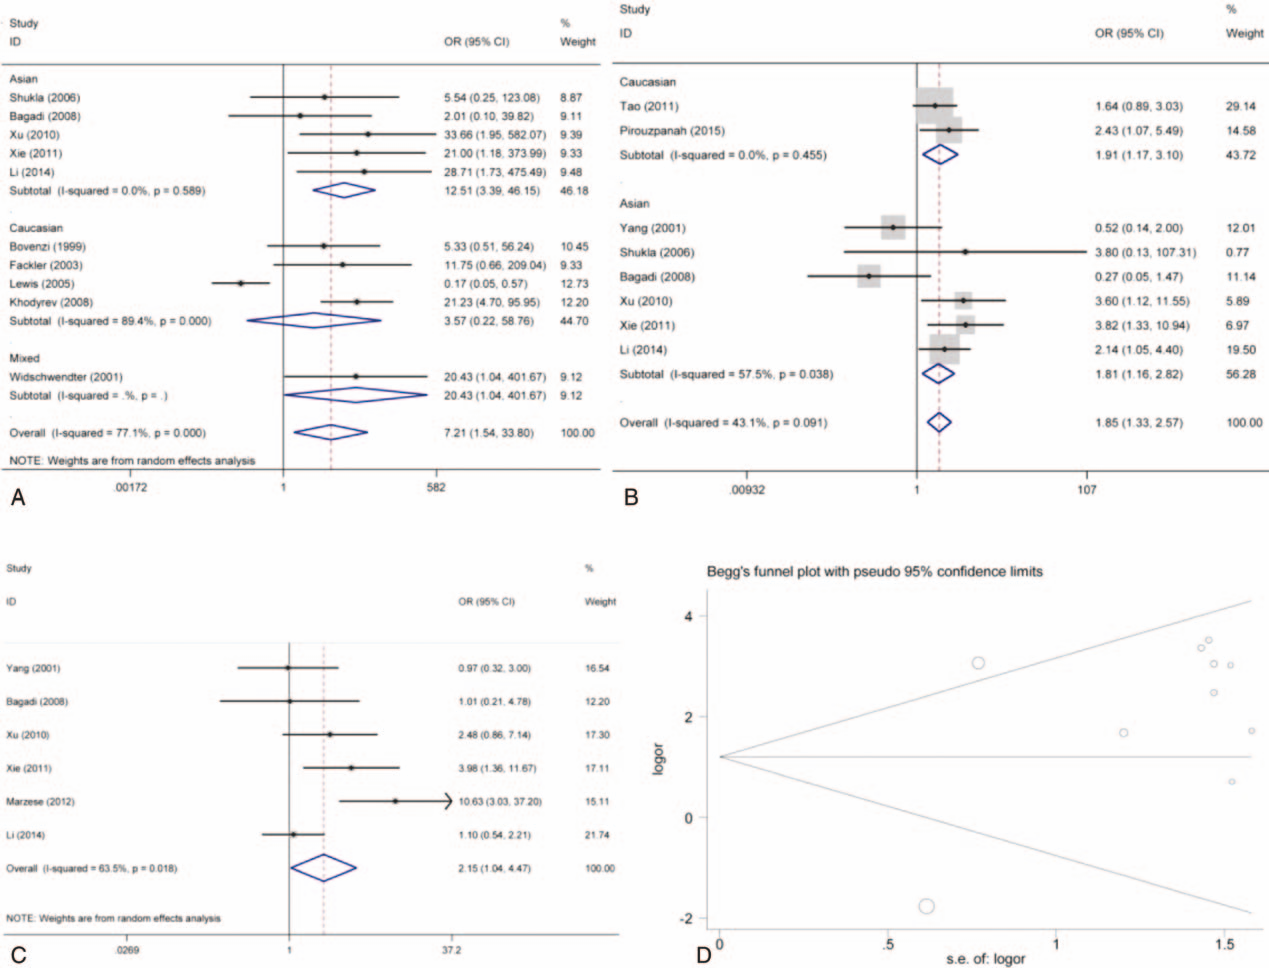 Study %
ID OR (95% CI) Weight
Asian
Shukla (2006) 5.54 (0.25, 123.08) 8.87
Bagadi (2008) 2.01 (0.10, 39.82) 9.11
Xu (2010) 33.66 (1.95, 582.07) 9.39
Xie (2011) 21.00 (1.18, 373.99) 9.33
Li (2014) 28.71 (1.73, 475.49) 9.48
Subtotal (I-squared = 0.0%, p = 0.589) 12.51 (3.39, 46.15) 46.18
Caucasian
Bovenzi (1999) 5.33 (0.51, 56.24) 10.45
Fackler (2003) 11.75 (0.66, 209.04) 9.33
Lewis (2005) 0.17 (0.05, 0.57) 12.73
Khodyrev (2008) 21.23 (4.70, 95.95) 12.20
Subtotal (I-squared = 89.4%, p = 0.000) 3.57 (0.22, 58.76) 44.70
Mixed
Widschwendter (2001) 20.43 (1.04, 401.67) 9.12
Subtotal (I-squared = .%, p = .) 20.43 (1.04, 401.67) 9.12
Overall (I-squared = 77.1%, p = 0.000) 7.21 (1.54, 33.80) 100.00
NOTE: Weights are from random effects analysis
.00172 1 582
A
Study %
ID OR (95% CI) Weight
Caucasian
Tao (2011) 1.64 (0.89, 3.03) 29.14
Pirouzpanah (2015) 2.43 (1.07, 5.49) 14.58
Subtotal (I-squared = 0.0%, p = 0.455) 1.91 (1.17, 3.10) 43.72
Asian
Yang (2001) 0.52 (0.14, 2.00) 12.01
Shukla (2006) 3.80 (0.13, 107.31) 0.77
Bagadi (2008) 0.27 (0.05, 1.47) 11.14
Xu (2010) 3.60 (1.12, 11.55) 5.89
Xie (2011) 3.82 (1.33, 10.94) 6.97
Li (2014) 2.14 (1.05, 4.40) 19.50
Subtotal (I-squared = 57.5%, p = 0.038) 1.81 (1.16, 2.82) 56.28
Overall (I-squared = 43.1%, p = 0.091) 1.85 (1.33, 2.57) 100.00
.00932 1 107
B
Study %
ID OR (95% CI) Weight
Yang (2001) 0.97 (0.32, 3.00) 16.54
Bagadi (2008) 1.01 (0.21, 4.78) 12.20
Xu (2010) 2.48 (0.86, 7.14) 17.30
Xie (2011) 3.98 (1.36, 11.67) 17.11
Marzese (2012) 10.63 (3.03, 37.20) 15.11
Li (2014) 1.10 (0.54, 2.21) 21.74
Overall (I-squared = 63.5%, p = 0.018) 2.15 (1.04, 4.47) 100.00
NOTE: Weights are from random effects analysis
.0269 1 37.2
C
Begg's funnel plot with pseudo 95% confidence limits
4
2
0
-2
logor
0 .5 1 1.5
s.e. of: logor
D